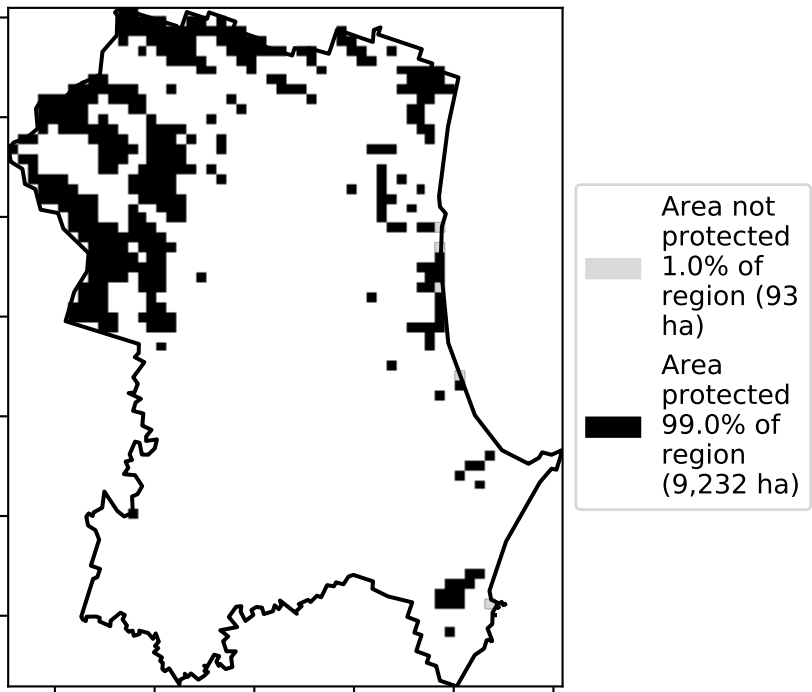 Area not
protected
1.0% of
region (93
ha)
Area
protected
99.0% of
region
(9,232 ha)